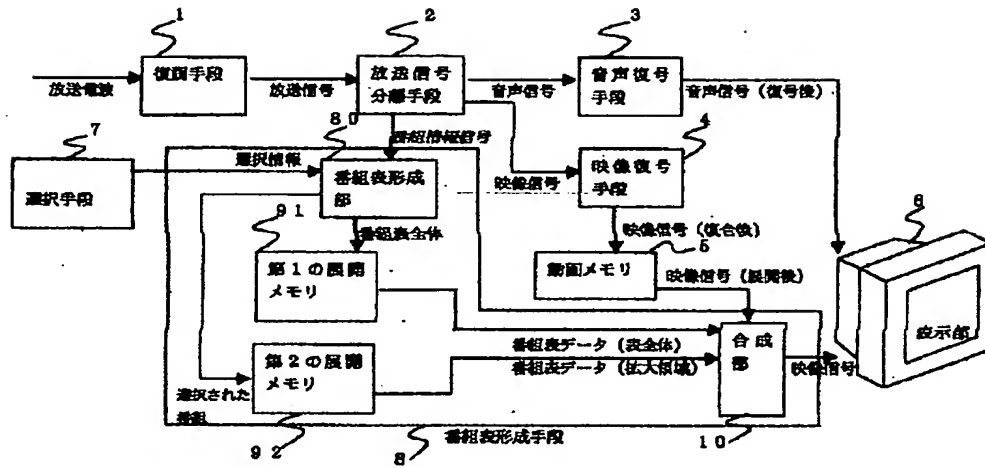 1
2
3
復調手段
放送信号
分離手段
音声復号
手段
放送電波
放送信号
音声信号
音声信号(復号後)
80
番組情報信号
4
7
選択情報
選択手段
番組表形成
部
映像信号
映像復号
手段
6
91
番組表全体
映像信号(復合後)
5
第1の展開
メモリ
動画メモリ
映像信号(展開後)
表示部
番組表データ(表全体)
合成
部
第2の展開
メモリ
番組表データ(拡大領域)
映像信号
選択された
番組
番組表形成手段
92
8
10